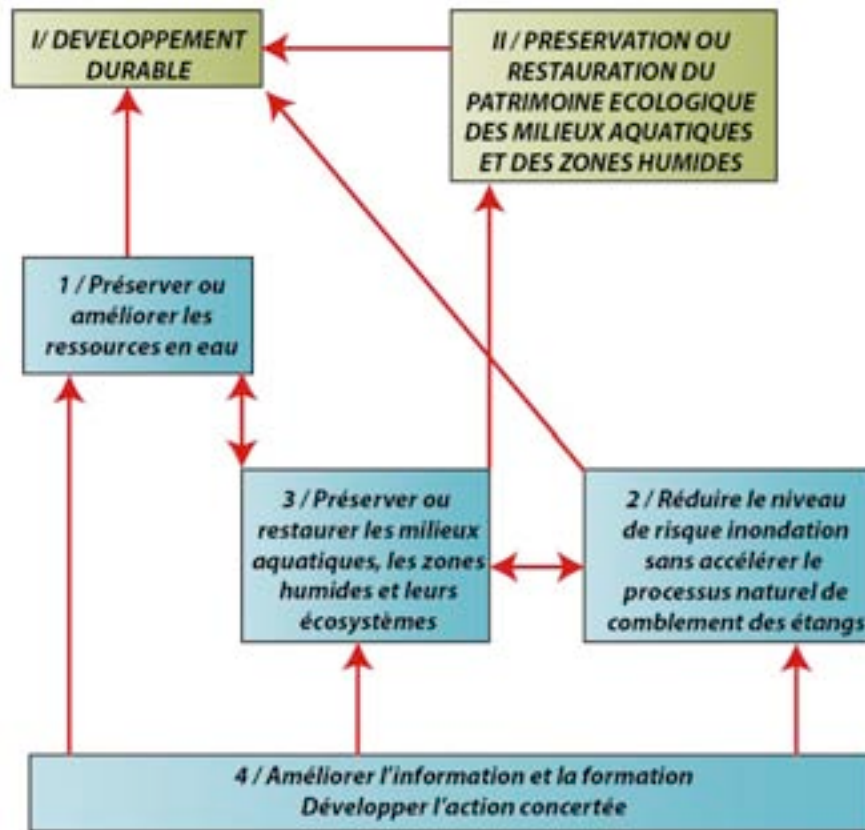 I/ DEVELOPPEMENT
DURABLE
II / PRESERVATION OU
RESTAURATION DU
PATRIMOINE ECOLOGIQUE
DES MILIEUX AQUATIQUES
ET DES ZONES HUMIDES
1 / Préserver ou
améliorer les
ressources en eau
3 / Préserver ou
restaurer les milieux
aquatiques, les zones
humides et leurs
écosystèmes
2 / Réduire le niveau
de risque inondation
sans accélérer le
processus naturel de
comblement des étangs
4 / Améliorer l'information et la formation
Développer l'action concertée